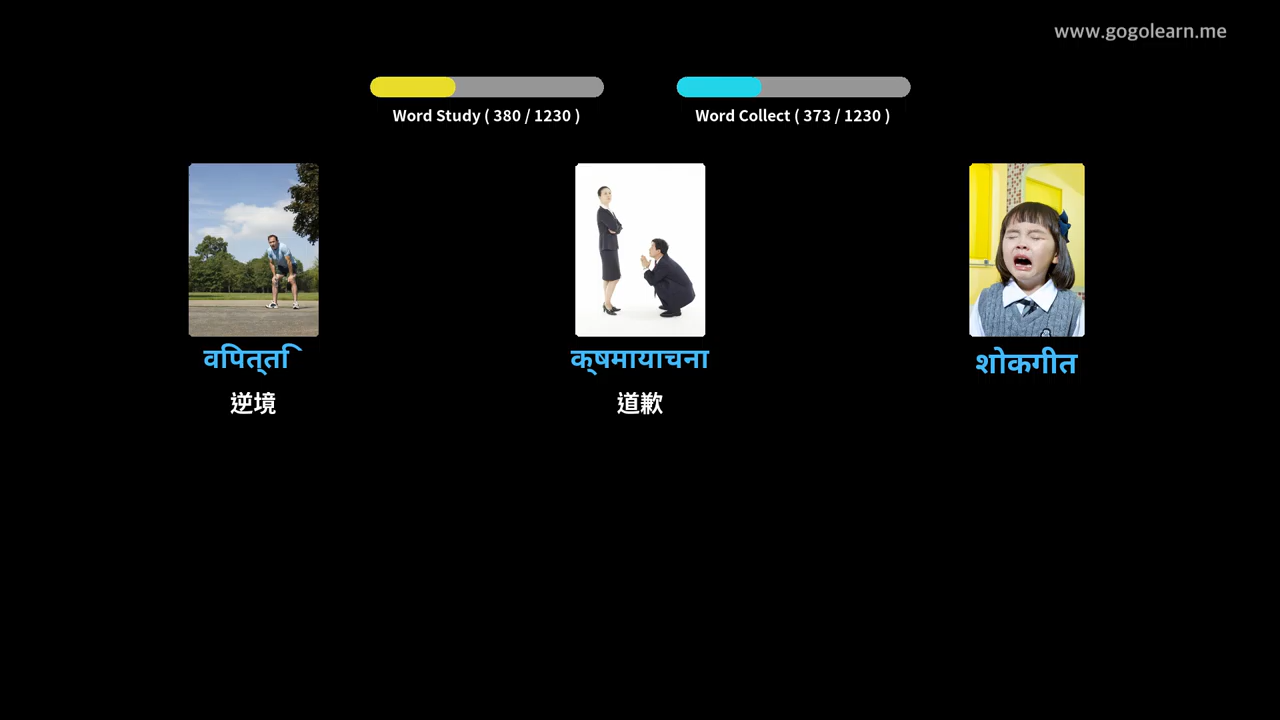 www.gogolearn.me
Word Study ( 380 / 1230 )
Word Collect ( 373 / 1230 )
विपत्ति
क्षमायाचना
शोकगीत
逆境
道歉